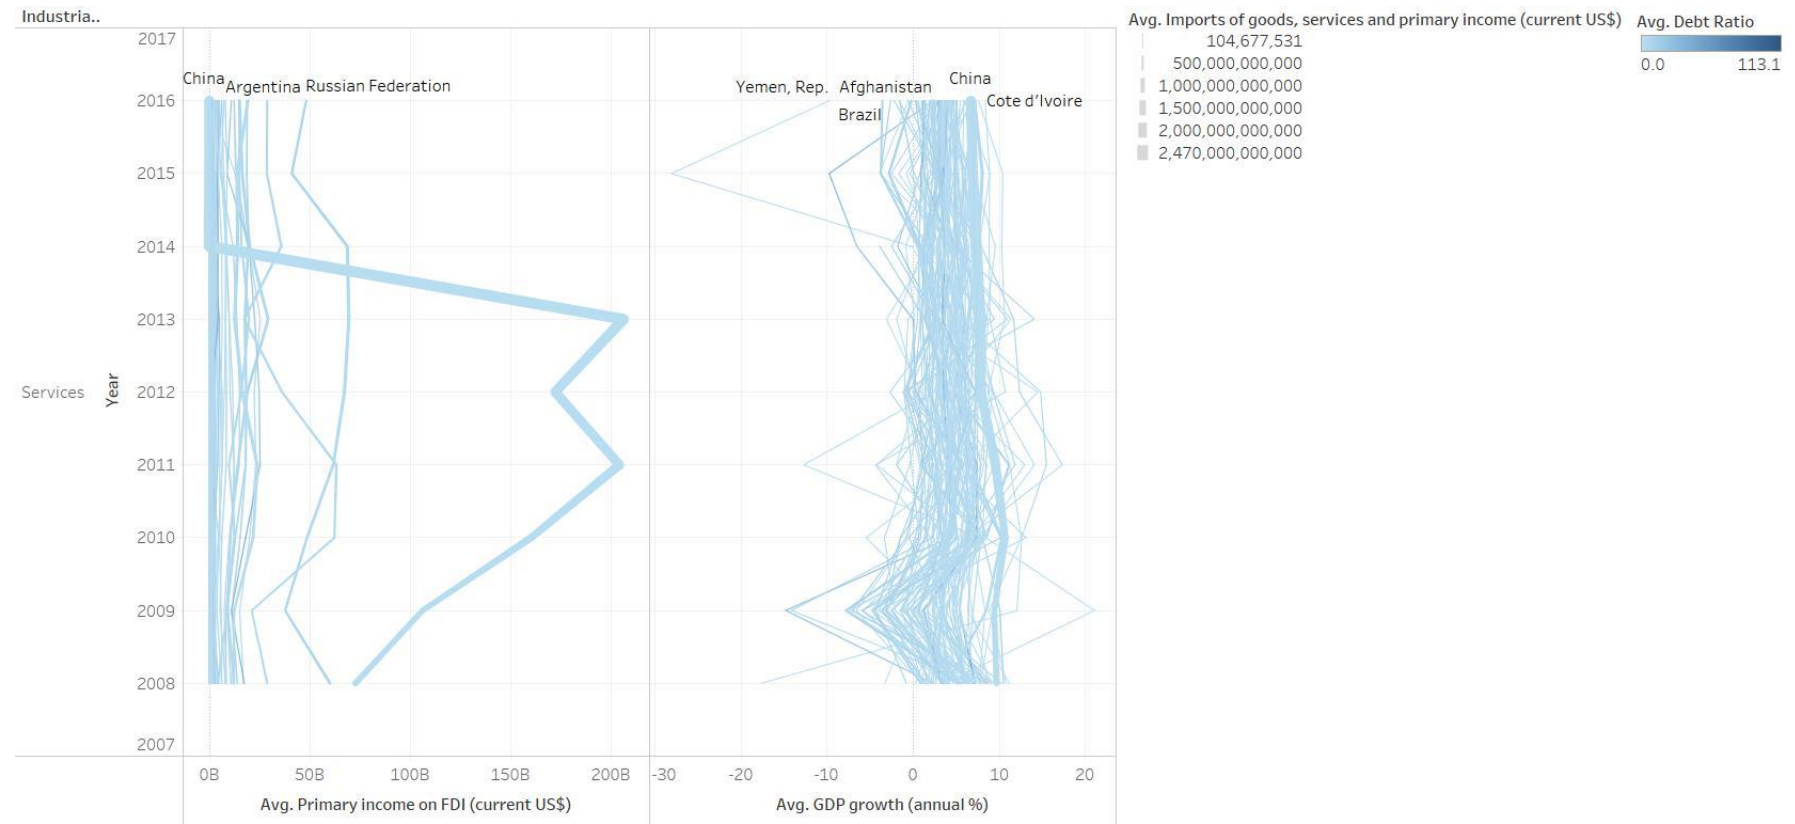 Industria..
Avg. Imports of goods, services and primary income (current US$)
104,677,531
500,000,000,000
1,000,000,000,000
1,500,000,000,000
2,000,000,000,000
2,470,000,000,000
Avg. Debt Ratio
0.0 113.1
Services
Year
2017
2016
2015
2014
2013
2012
2011
2010
2009
2008
2007
China
Argentina
Russian Federation
Yemen, Rep.
Afghanistan
Brazil
China
Cote d'Ivoire
0B 50B 100B 150B 200B
Avg. Primary income on FDI (current US$)
-30 -20 -10 0 10 20
Avg. GDP growth (annual %)